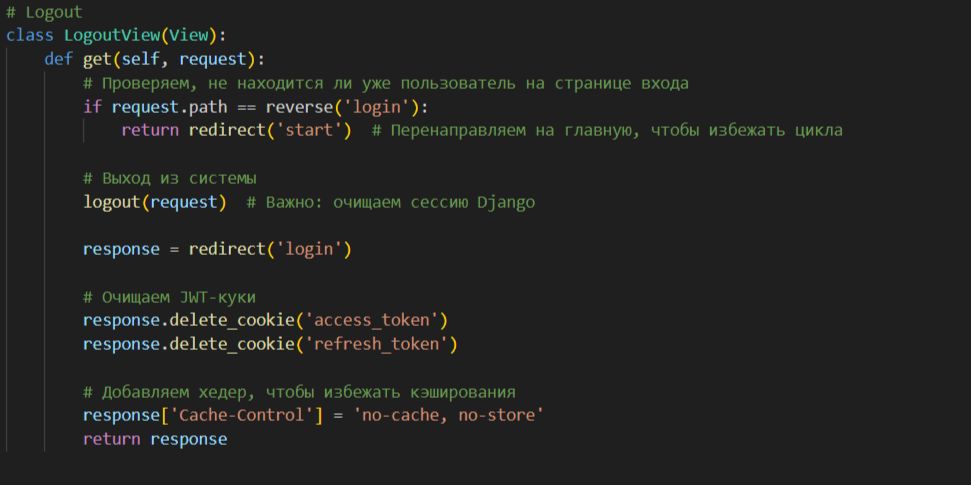 # Logout
class LogoutView(View):
    def get(self, request):
        # Проверяем, не находится ли уже пользователь на странице входа
        if request.path == reverse('login'):
            return redirect('start')  # Перенаправляем на главную, чтобы избежать цикла

        # Выход из системы
        logout(request)  # Важно: очищаем сессию Django

        response = redirect('login')

        # Очищаем JWT-куки
        response.delete_cookie('access_token')
        response.delete_cookie('refresh_token')

        # Добавляем хедер, чтобы избежать кэширования
        response['Cache-Control'] = 'no-cache, no-store'
        return response